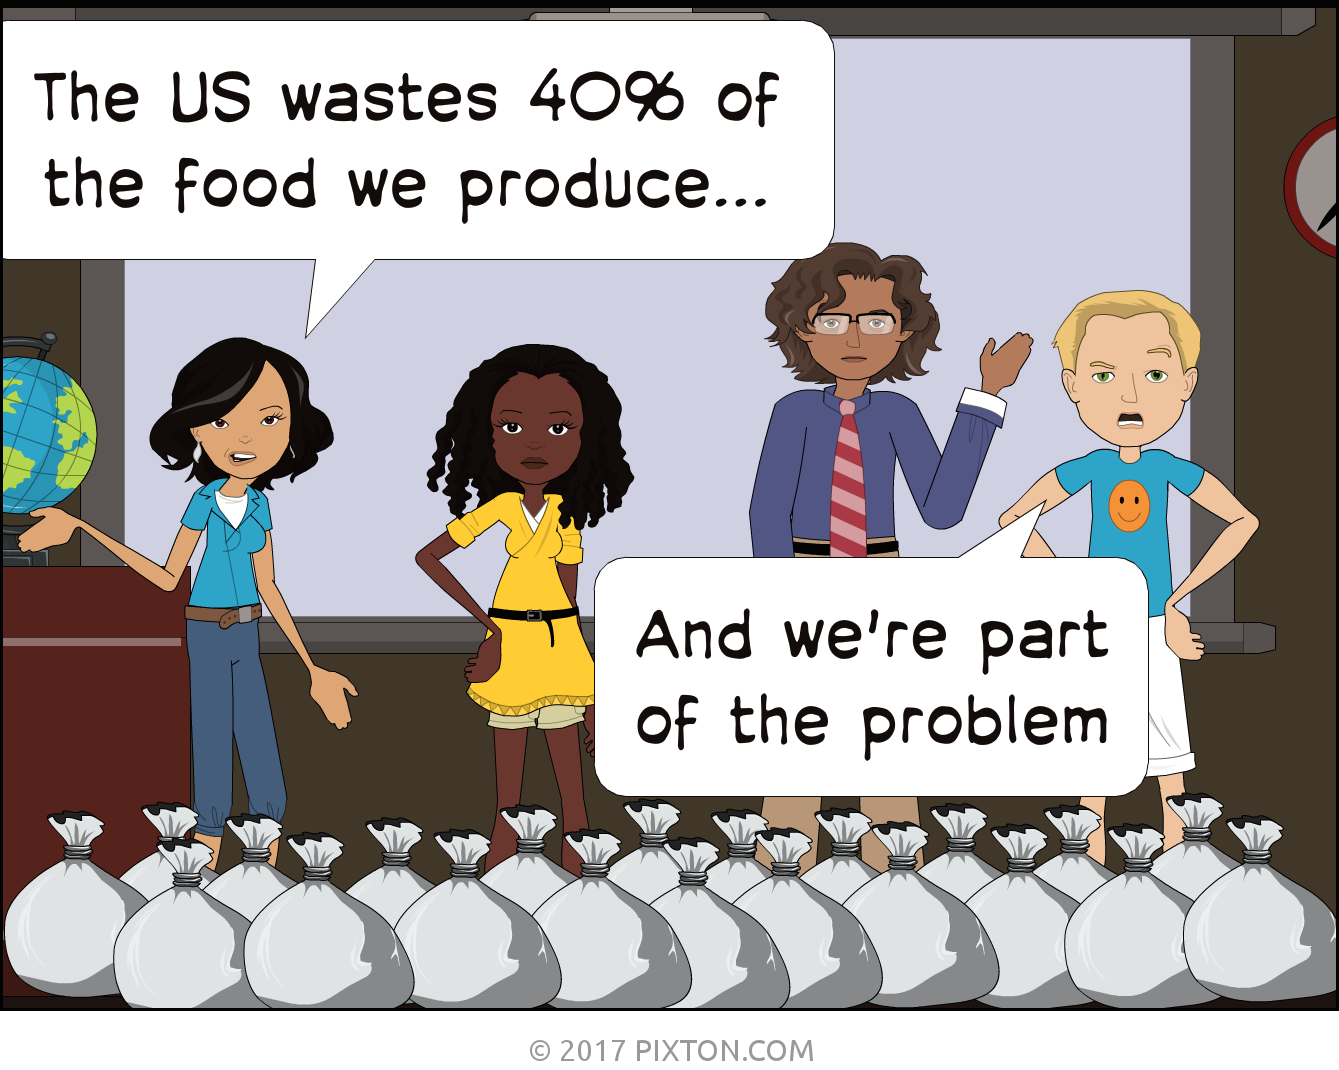 The US wastes 40% of
the food we produce...
And we're part
of the problem
© 2017 PIXTON.COM